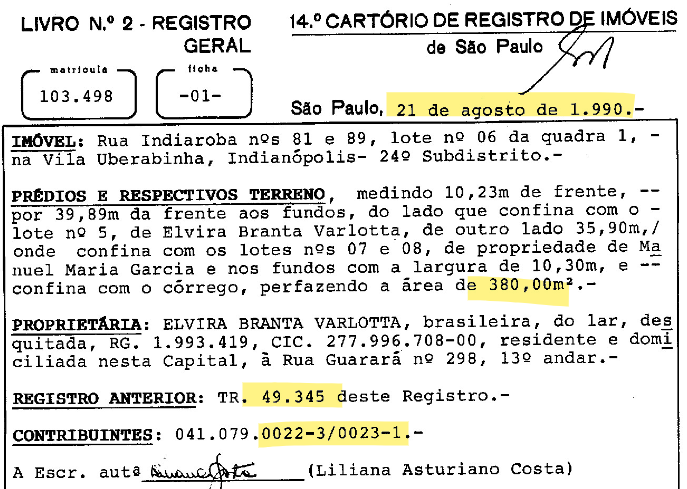 LIVRO N.º 2 - REGISTRO GERAL
14.º CARTÓRIO DE REGISTRO DE IMÓVEIS
de São Paulo
matrícula
103.498
ficha
-01-
São Paulo, 21 de agosto de 1.990.-
IMÓVEL: Rua Indiaroba nºs 81 e 89, lote nº 06 da quadra 1, -
na Vila Uberabinha, Indianópolis- 24º Subdistrito.-
PRÉDIOS E RESPECTIVOS TERRENO, medindo 10,23m de frente, --
por 39,89m da frente aos fundos, do lado que confina com o -
lote nº 5, de Elvira Branta Varlotta, de outro lado 35,90m,/
onde confina com os lotes nºs 07 e 08, de propriedade de Ma
nuel Maria Garcia e nos fundos com a largura de 10,30m, e --
confina com o córrego, perfazendo a área de 380,00m².-
PROPRIETÁRIA: ELVIRA BRANTA VARLOTTA, brasileira, do lar, des
quitada, RG. 1.993.419, CIC. 277.996.708-00, residente e domi
ciliada nesta Capital, à Rua Guarará nº 298, 13º andar.-
REGISTRO ANTERIOR: TR. 49.345 deste Registro.-
CONTRIBUINTES: 041.079.0022-3/0023-1.-
A Escr. autª (Liliana Asturiano Costa)